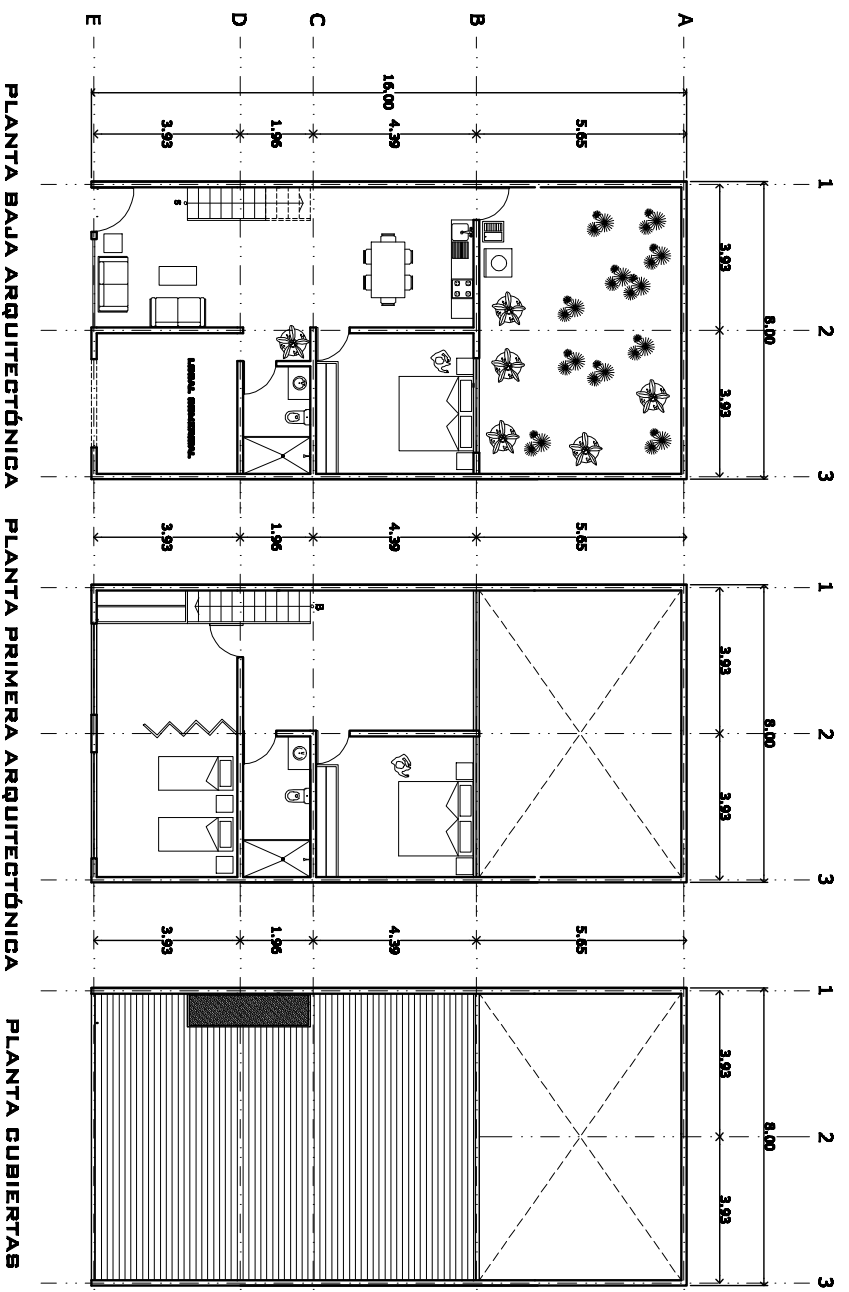 E
D
C
B
A
16.00
3.93
1.96
4.39
5.65
1
3.93
8.00
2
3.93
3
S
LOCAL COMERCIAL
PLANTA BAJA ARQUITECTÓNICA
3.93
1.96
4.39
5.65
1
3.93
8.00
2
3.93
3
B
PLANTA PRIMERA ARQUITECTÓNICA
3.93
1.96
4.39
5.65
1
3.93
8.00
2
3.93
3
PLANTA CUBIERTAS